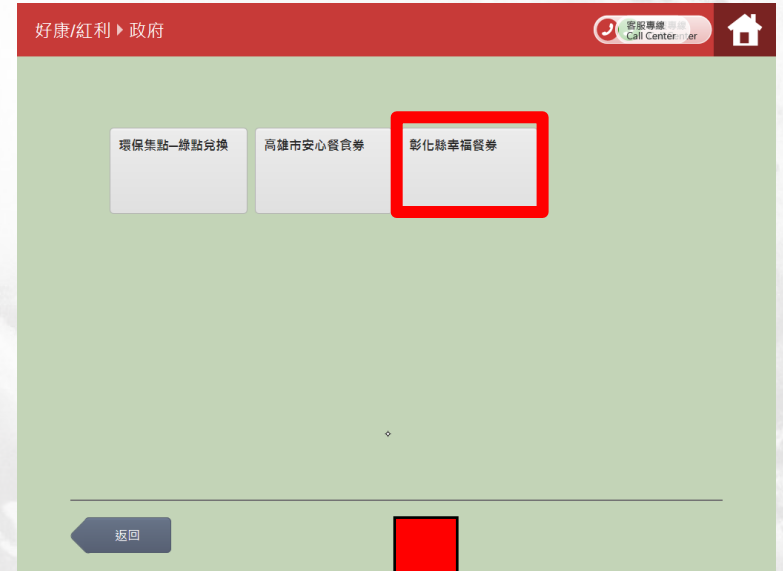 好康/紅利▶政府
客服專線
Call Center
環保集點—綠點兌換
高雄市安心餐食券
彰化縣幸福餐券
返回